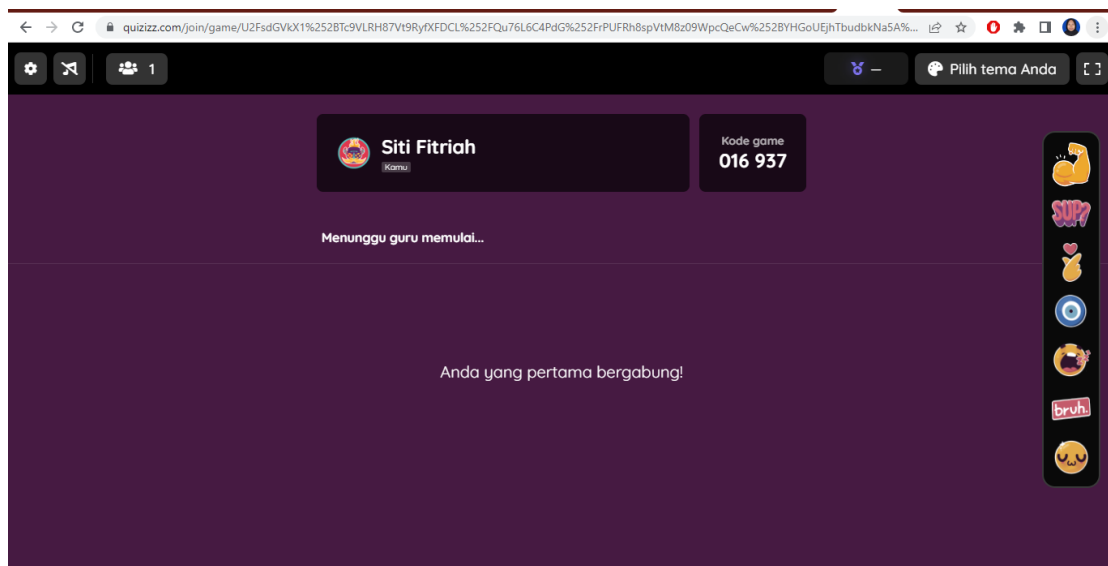 quizizz.com/join/game/U2FsdGVkX1%252BTc9VLRH87Vt9RyfXFDCL%252FQu76L6C4PdG%252FrPUFRh8spVtM8z09WpcQeCw%252BYHGoUEjhTbudbkNa5A%...
1
–
Pilih tema Anda
Siti Fitriah
Kamu
Kode game
016 937
Menunggu guru memulai...
Anda yang pertama bergabung!
SUP?
bruh.